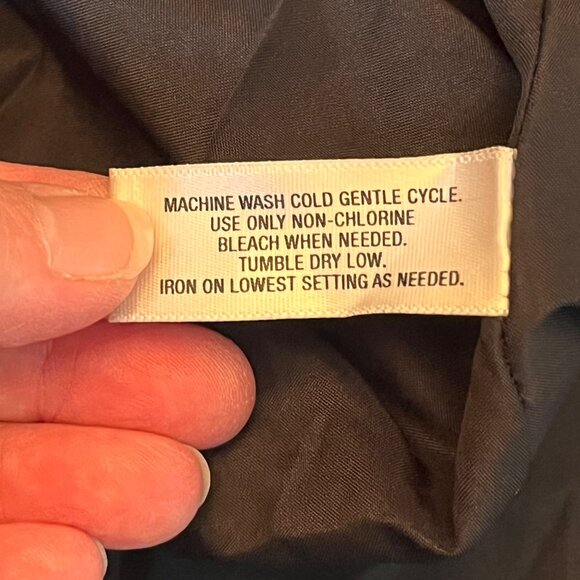 MACHINE WASH COLD GENTLE CYCLE.
USE ONLY NON-CHLORINE
BLEACH WHEN NEEDED.
TUMBLE DRY LOW.
IRON ON LOWEST SETTING AS NEEDED.